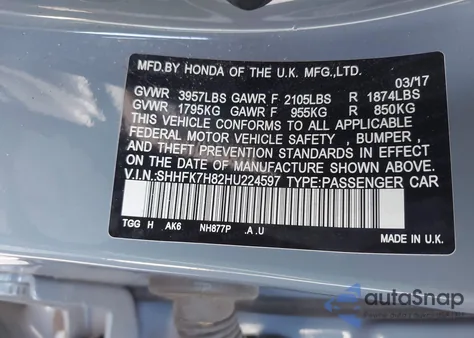 MFD.BY HONDA OF THE U.K. MFG.,LTD.
03/17
GVWR 3957LBS GAWR F 2105LBS R 1874LBS
GVWR 1795KG GAWR F 955KG R 850KG
THIS VEHICLE CONFORMS TO ALL APPLICABLE
FEDERAL MOTOR VEHICLE SAFETY , BUMPER ,
AND THEFT PREVENTION STANDARDS IN EFFECT
ON THE DATE OF MANUFACTURE SHOWN ABOVE.
V.I.N:SHHFK7H82HU224597 TYPE:PASSENGER CAR
TGG H AK6 NH877P .A.U MADE IN U.K.
autoSnap